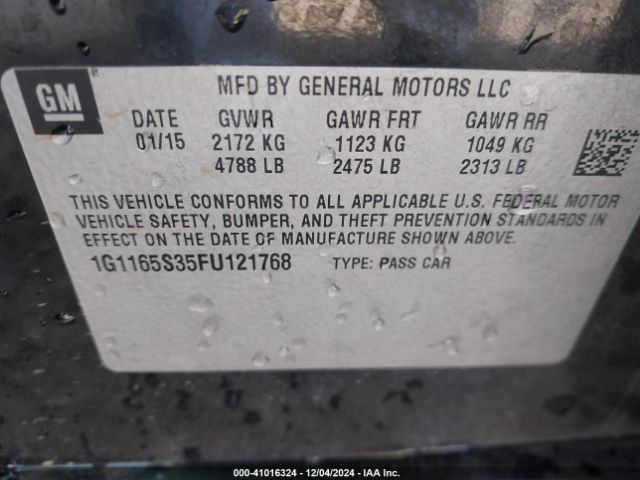 GM
MFD BY GENERAL MOTORS LLC
DATE GVWR GAWR FRT GAWR RR
01/15 2172 KG 1123 KG 1049 KG
4788 LB 2475 LB 2313 LB
THIS VEHICLE CONFORMS TO ALL APPLICABLE U.S. FEDERAL MOTOR
VEHICLE SAFETY, BUMPER, AND THEFT PREVENTION STANDARDS IN
EFFECT ON THE DATE OF MANUFACTURE SHOWN ABOVE.
1G1165S35FU121768 TYPE: PASS CAR
000-41016324 - 12/04/2024 - IAAI.COM